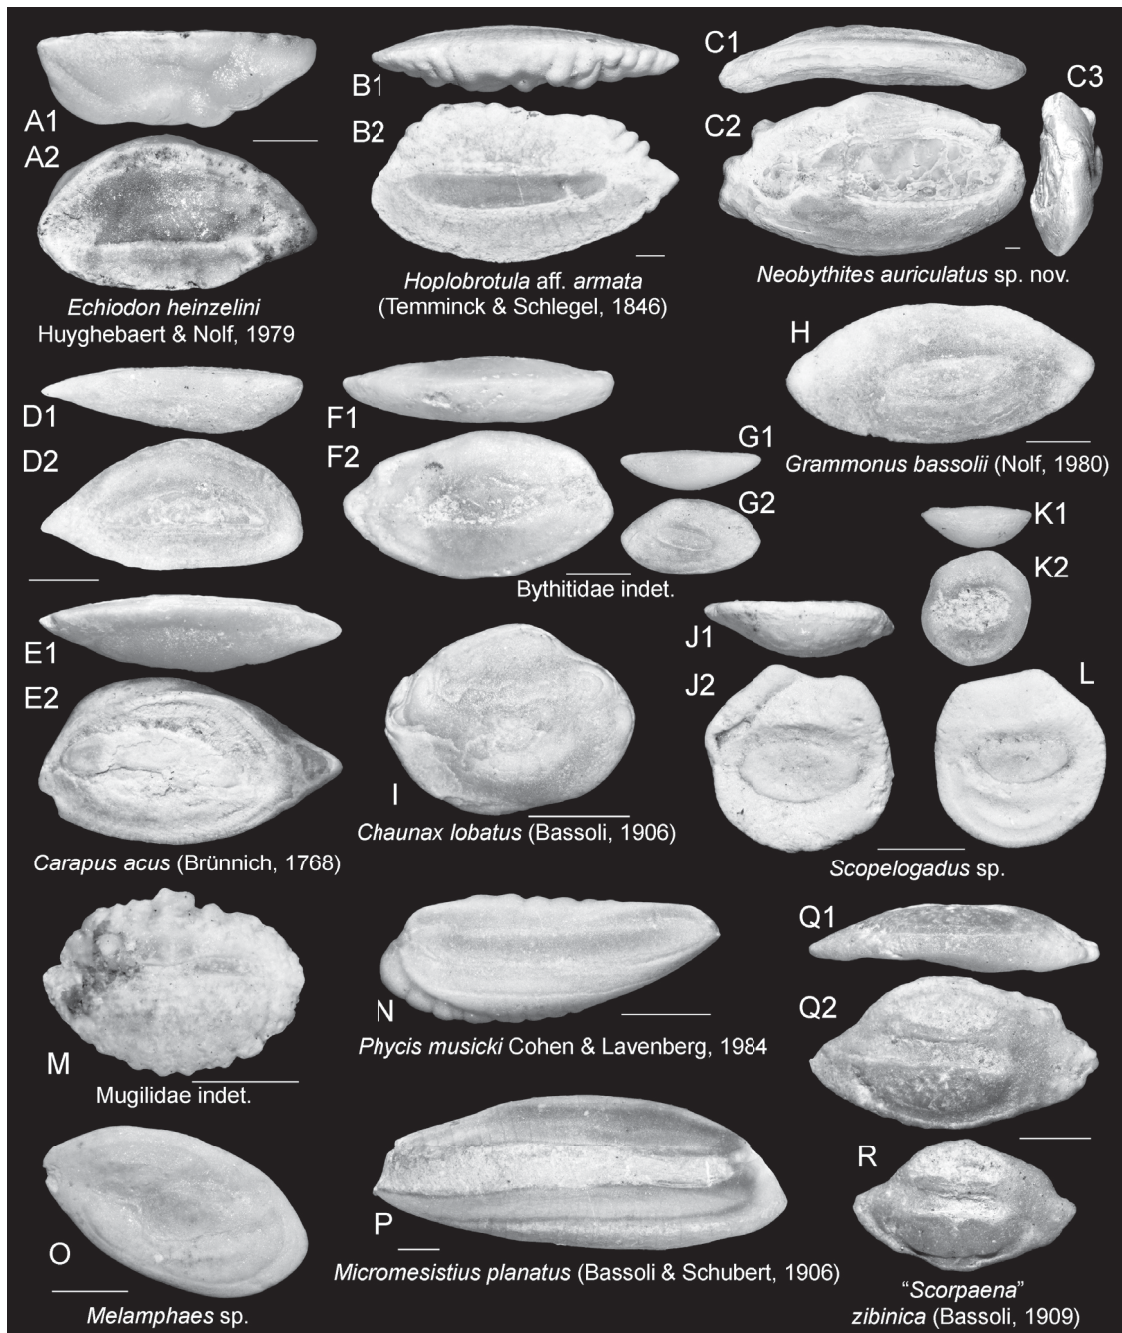 A1
A2
Echiodon heinzelini
Huyghebaert & Nolf, 1979
B1
B2
Hoplobrotula aff. armata
(Temminck & Schlegel, 1846)
C1
C2
C3
Neobythites auriculatus sp. nov.
D1
D2
E1
E2
Carapus acus (Brünnich, 1768)
F1
F2
G1
G2
Bythitidae indet.
H
Grammonus bassolii (Nolf, 1980)
I
Chaunax lobatus (Bassoli, 1906)
J1
J2
K1
K2
L
Scopelogadus sp.
M
Mugilidae indet.
N
Phycis musicki Cohen & Lavenberg, 1984
O
Melamphaes sp.
P
Micromesistius planatus (Bassoli & Schubert, 1906)
Q1
Q2
R
“Scorpaena”
zibinica (Bassoli, 1909)